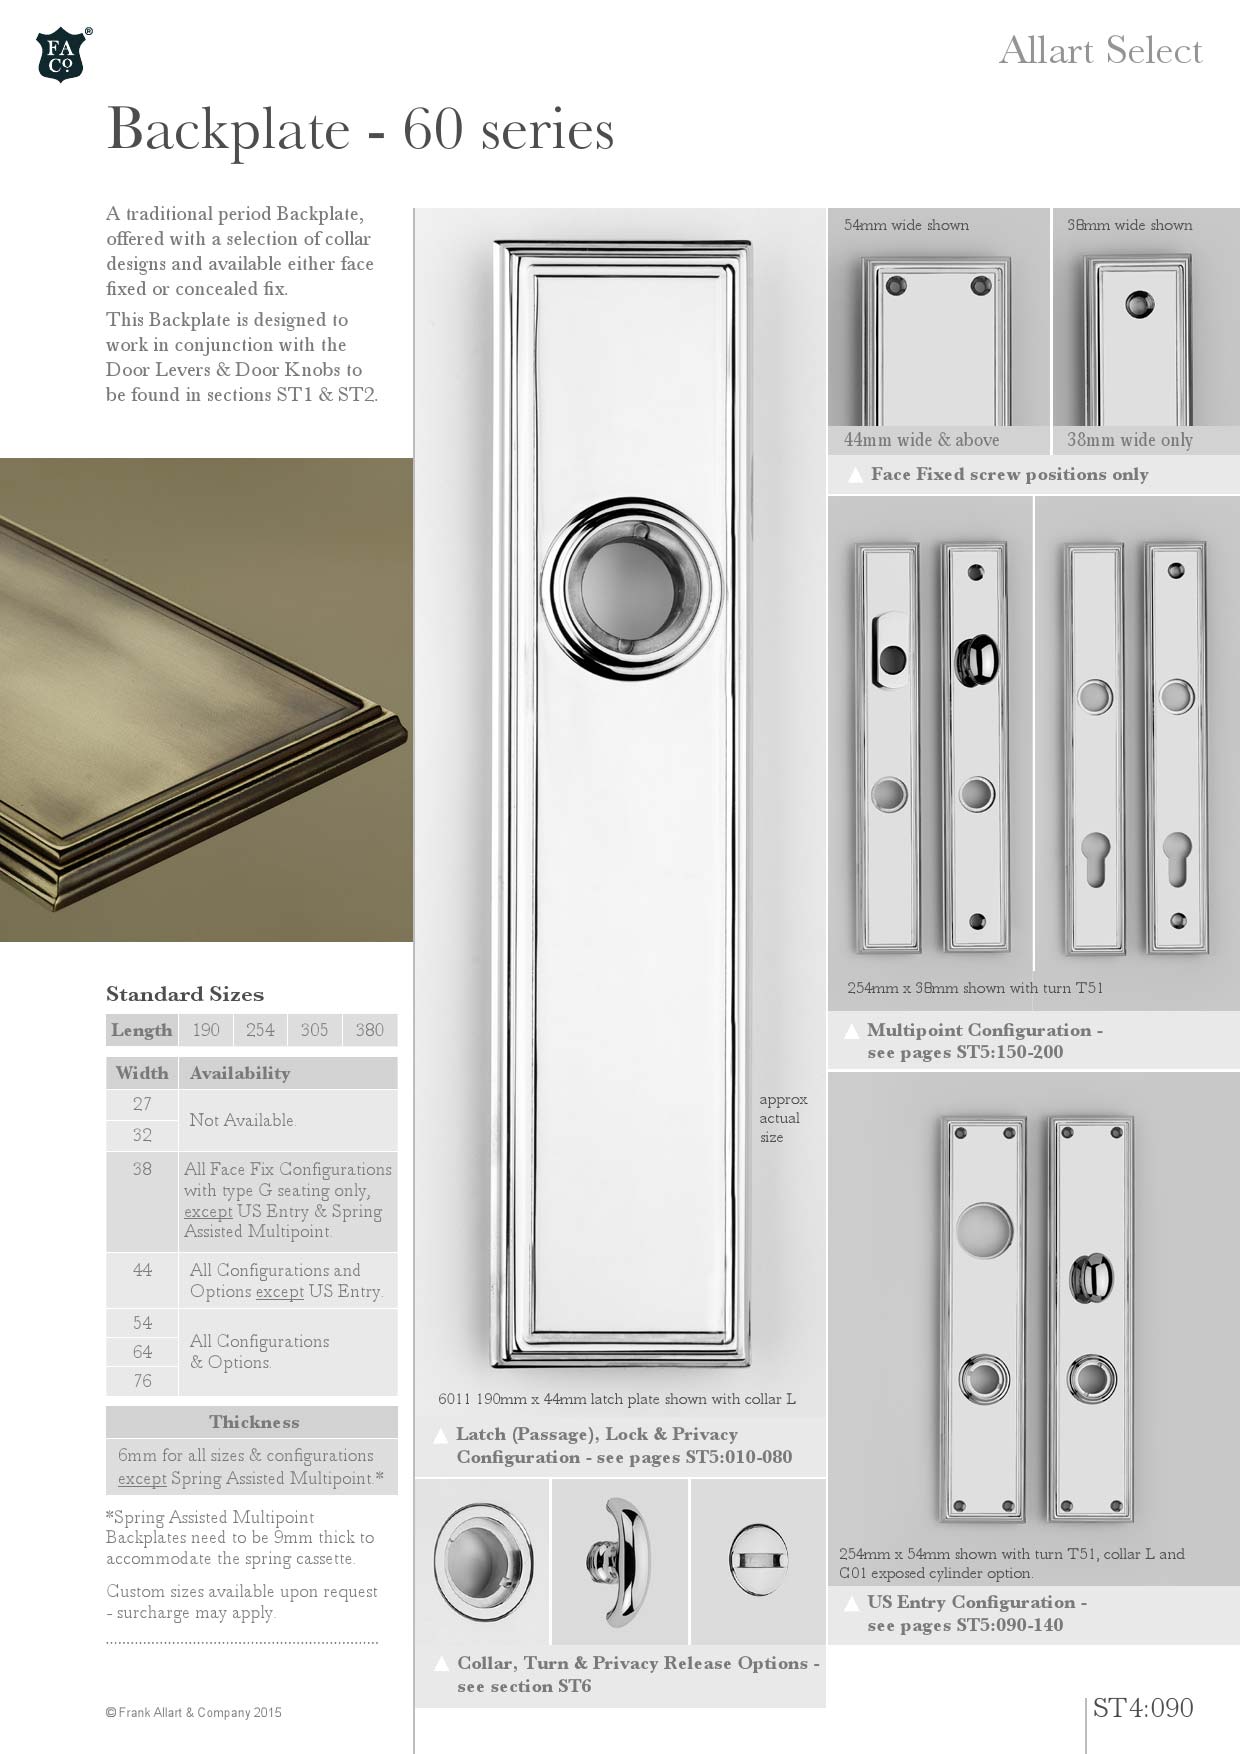 FA
Co.
®
Allart Select
Backplate - 60 series
A traditional period Backplate,
offered with a selection of collar
designs and available either face
fixed or concealed fix.
This Backplate is designed to
work in conjunction with the
Door Levers & Door Knobs to
be found in sections ST1 & ST2.
Standard Sizes
Length 190 254 305 380
Width Availability
27
32
Not Available.
38
All Face Fix Configurations
with type G seating only,
except US Entry & Spring
Assisted Multipoint.
44
All Configurations and
Options except US Entry.
54
64
76
All Configurations
& Options.
Thickness
6mm for all sizes & configurations
except Spring Assisted Multipoint.*
*Spring Assisted Multipoint
Backplates need to be 9mm thick to
accommodate the spring cassette.
Custom sizes available upon request
- surcharge may apply.
© Frank Allart & Company 2015
approx
actual
size
6011 190mm x 44mm latch plate shown with collar L
Latch (Passage), Lock & Privacy
Configuration - see pages ST5:010-080
Collar, Turn & Privacy Release Options -
see section ST6
54mm wide shown
38mm wide shown
44mm wide & above
38mm wide only
Face Fixed screw positions only
254mm x 38mm shown with turn T51
Multipoint Configuration -
see pages ST5:150-200
254mm x 54mm shown with turn T51, collar L and
C01 exposed cylinder option.
US Entry Configuration -
see pages ST5:090-140
ST4:090